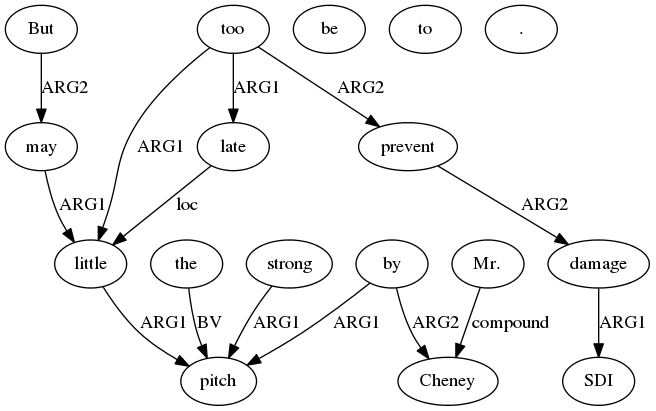 But too be to .
ARG2 ARG1 ARG2
may late prevent
ARG1 ARG1 loc ARG2
little the strong by Mr. damage
ARG1 BV ARG1 ARG1 ARG2 compound ARG1
pitch Cheney SDI